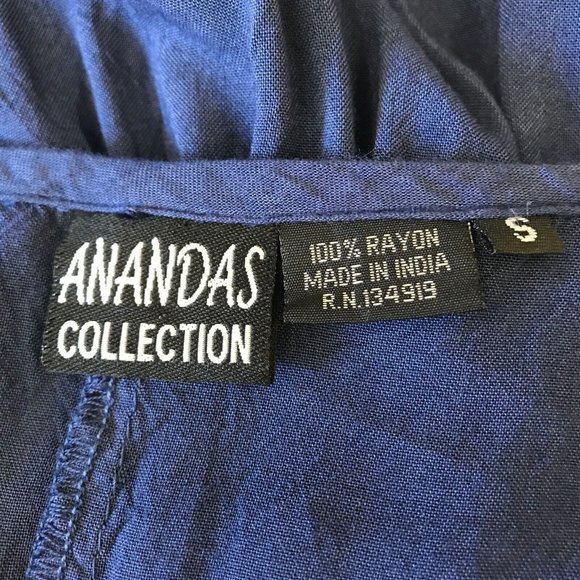 ANANDAS
COLLECTION
100% RAYON
MADE IN INDIA
R.N.134919
S